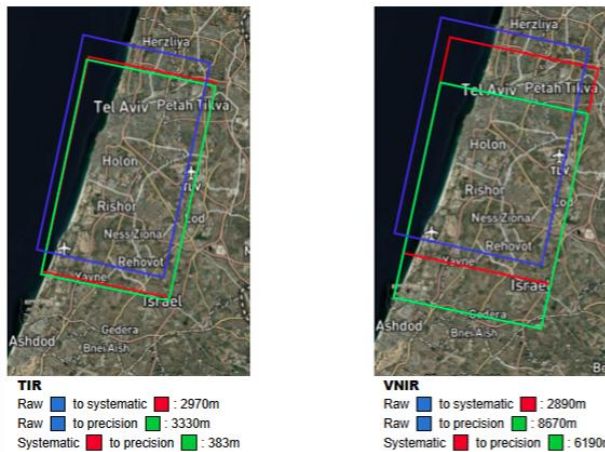 Herzliya
Tel Aviv
Petah Tikva
Holon
TLV
Rishor
Lod
Ness Ziona
Rehovot
Yavne
Israel
Ashdod
Gedera
Bnei Aish
TIR
Raw to systematic : 2970m
Raw to precision : 3330m
Systematic to precision : 383m
Herzliya
Tel Aviv
Petah Tikva
Holon
TLV
Rishor
Lod
Ness Ziona
Rehovot
Israel
Ashdod
Gedera
Bnei Aish
Be
VNIR
Raw to systematic : 2890m
Raw to precision : 8670m
Systematic to precision : 6190m